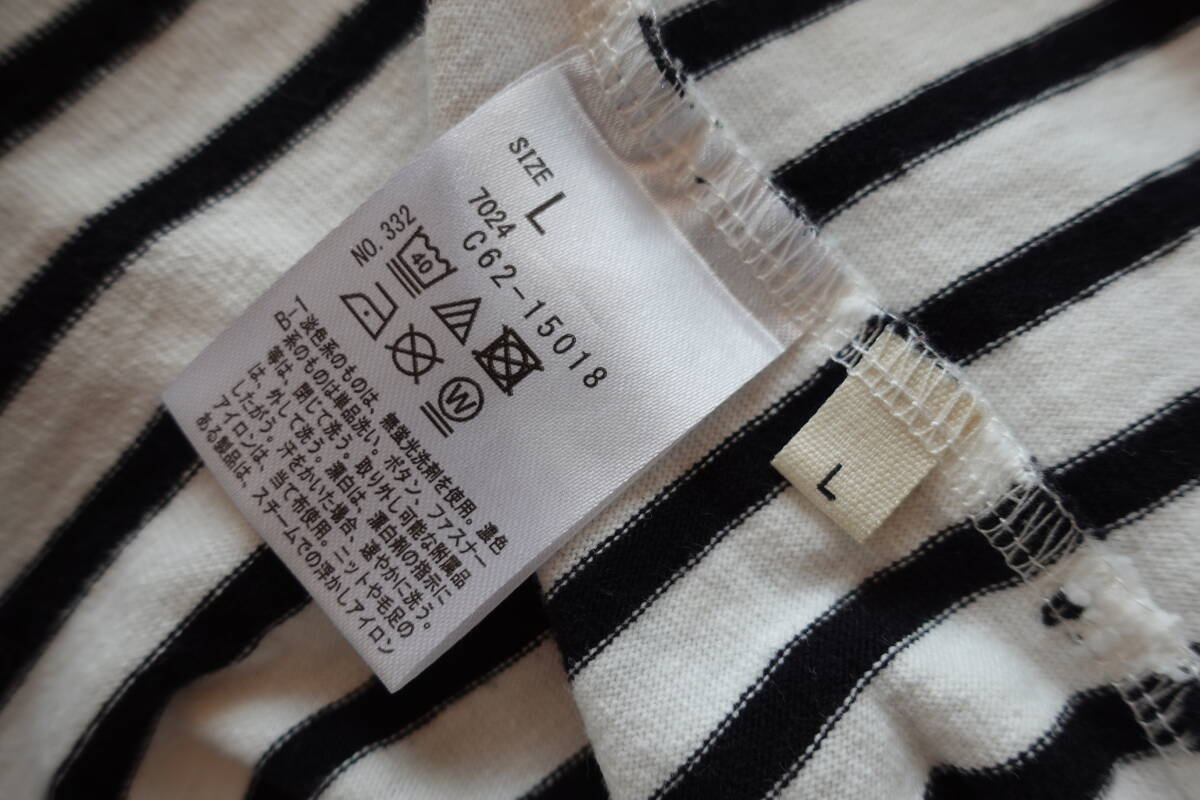 SIZE L
7024
C62-15018
NO.332
40
W
B-1
淡色系のものは、無蛍光洗剤を使用。濃色
系のものは単品洗い。ボタン、ファスナー
等は、閉じて洗う。取り外し可能な附属品
は、外して洗う。漂白は、漂白剤の指示に
したがう。汗をかいた場合、速やかに洗う。
アイロンは、当て布使用。ニットや毛足の
ある製品は、スチームでの浮かしアイロン
L